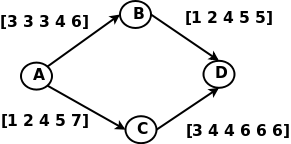 B
[3 3 3 4 6]
[1 2 4 5 5]
A
D
[1 2 4 5 7]
C
[3 4 4 6 6 6]